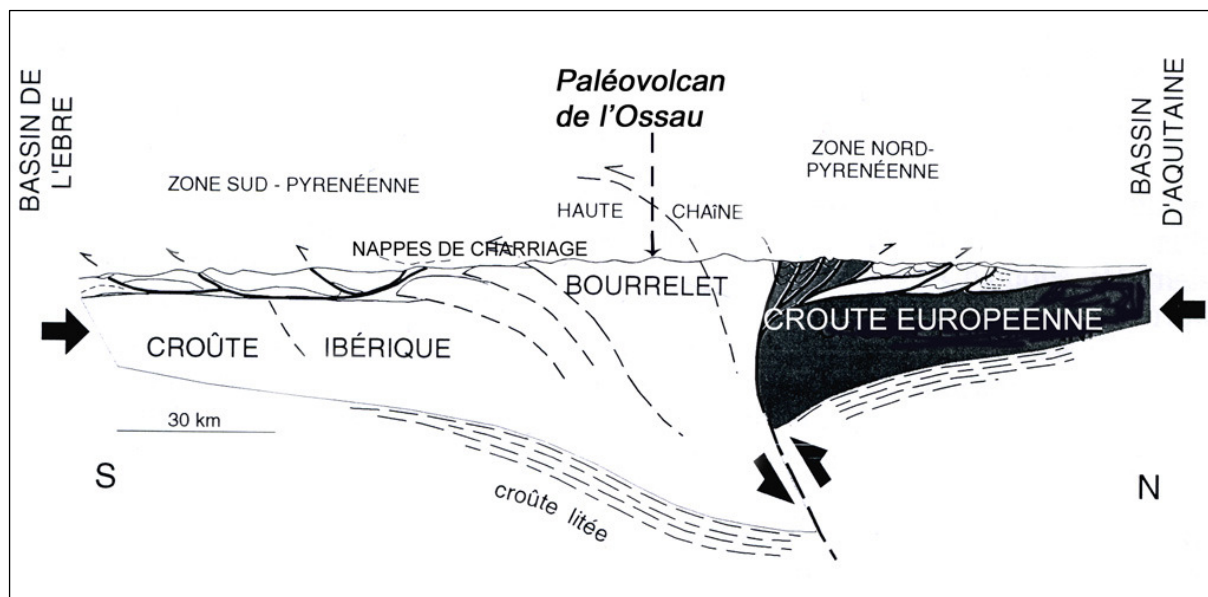 BASSIN DE
L'EBRE
Paléovolcan
de l'Ossau
ZONE SUD - PYRENÉENNE
HAUTE CHAÎNE
ZONE NORD-
PYRENÉENNE
BASSIN
D'AQUITAINE
NAPPES DE CHARRIAGE
BOURRELET
CROÛTE IBÉRIQUE
CROUTE EUROPEENNE
30 km
S
croûte litée
N